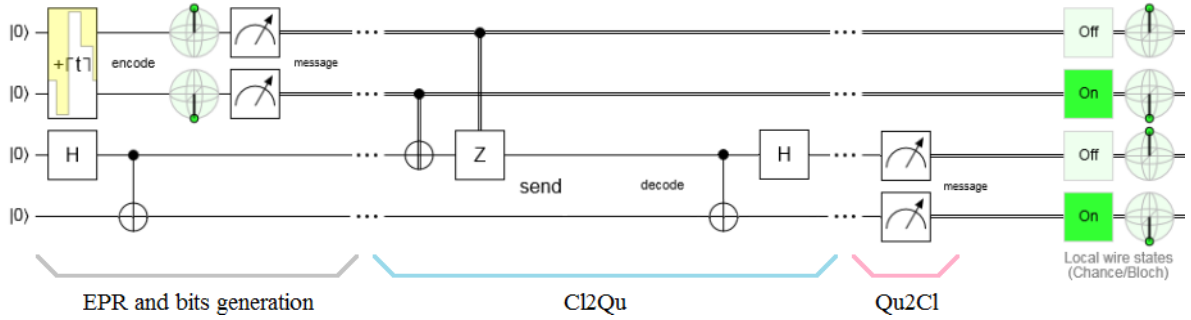 |0⟩ +⌈t⌉ encode message ... ... Off
|0⟩ ... ... On
|0⟩ H ... Z send decode H ... message Off
|0⟩ ... ... On
Local wire states
(Chance/Bloch)
EPR and bits generation Cl2Qu Qu2Cl